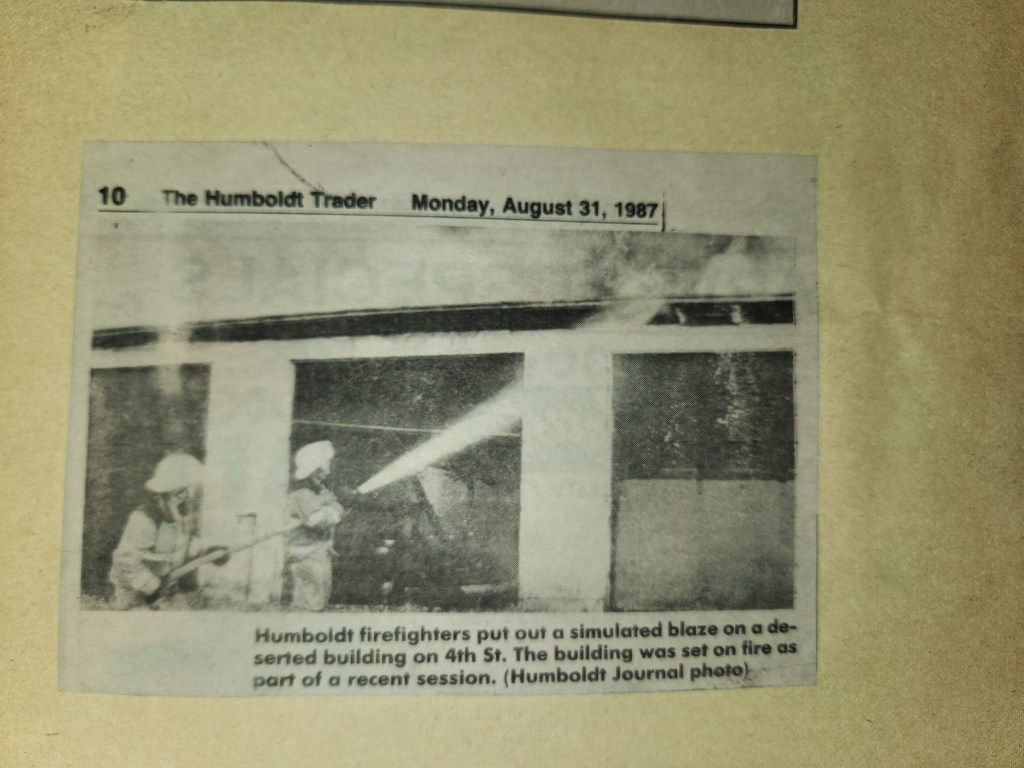 10 The Humboldt Trader Monday, August 31, 1987
Humboldt firefighters put out a simulated blaze on a de-
serted building on 4th St. The building was set on fire as
part of a recent session. (Humboldt Journal photo)